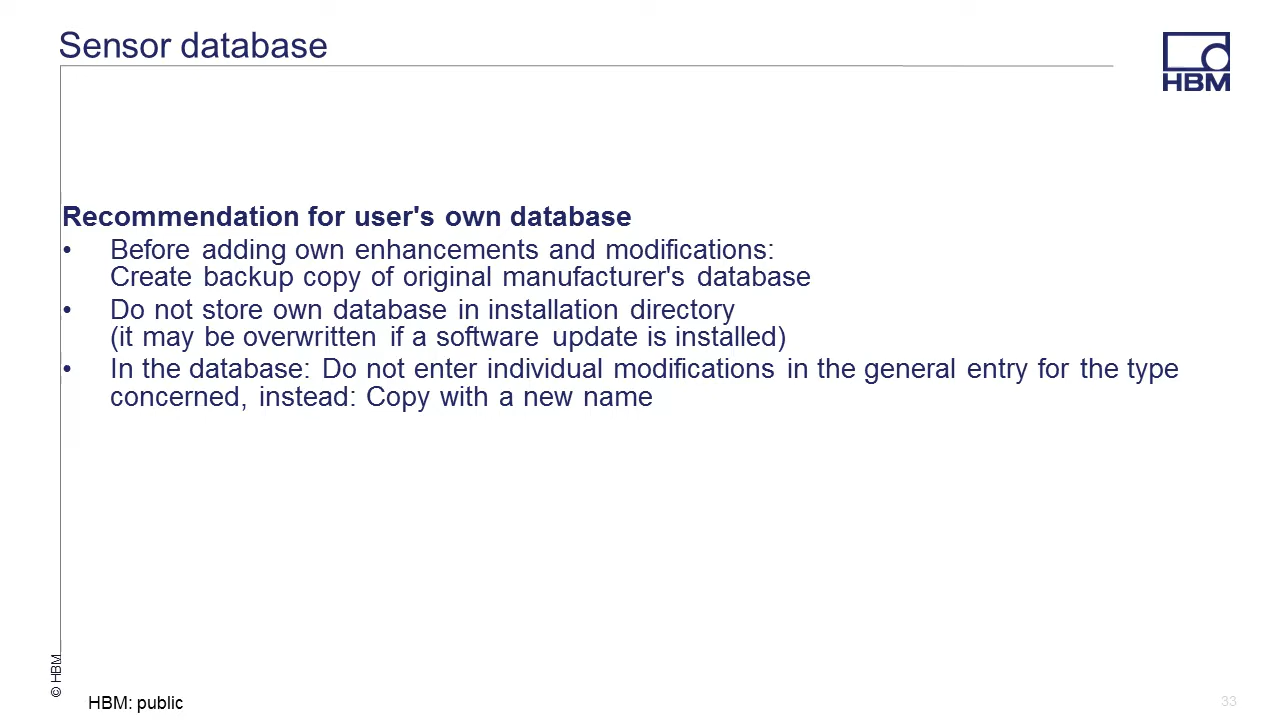 Sensor database
HBM
Recommendation for user's own database
• Before adding own enhancements and modifications:
Create backup copy of original manufacturer's database
• Do not store own database in installation directory
(it may be overwritten if a software update is installed)
• In the database: Do not enter individual modifications in the general entry for the type
concerned, instead: Copy with a new name
© HBM
HBM: public
33